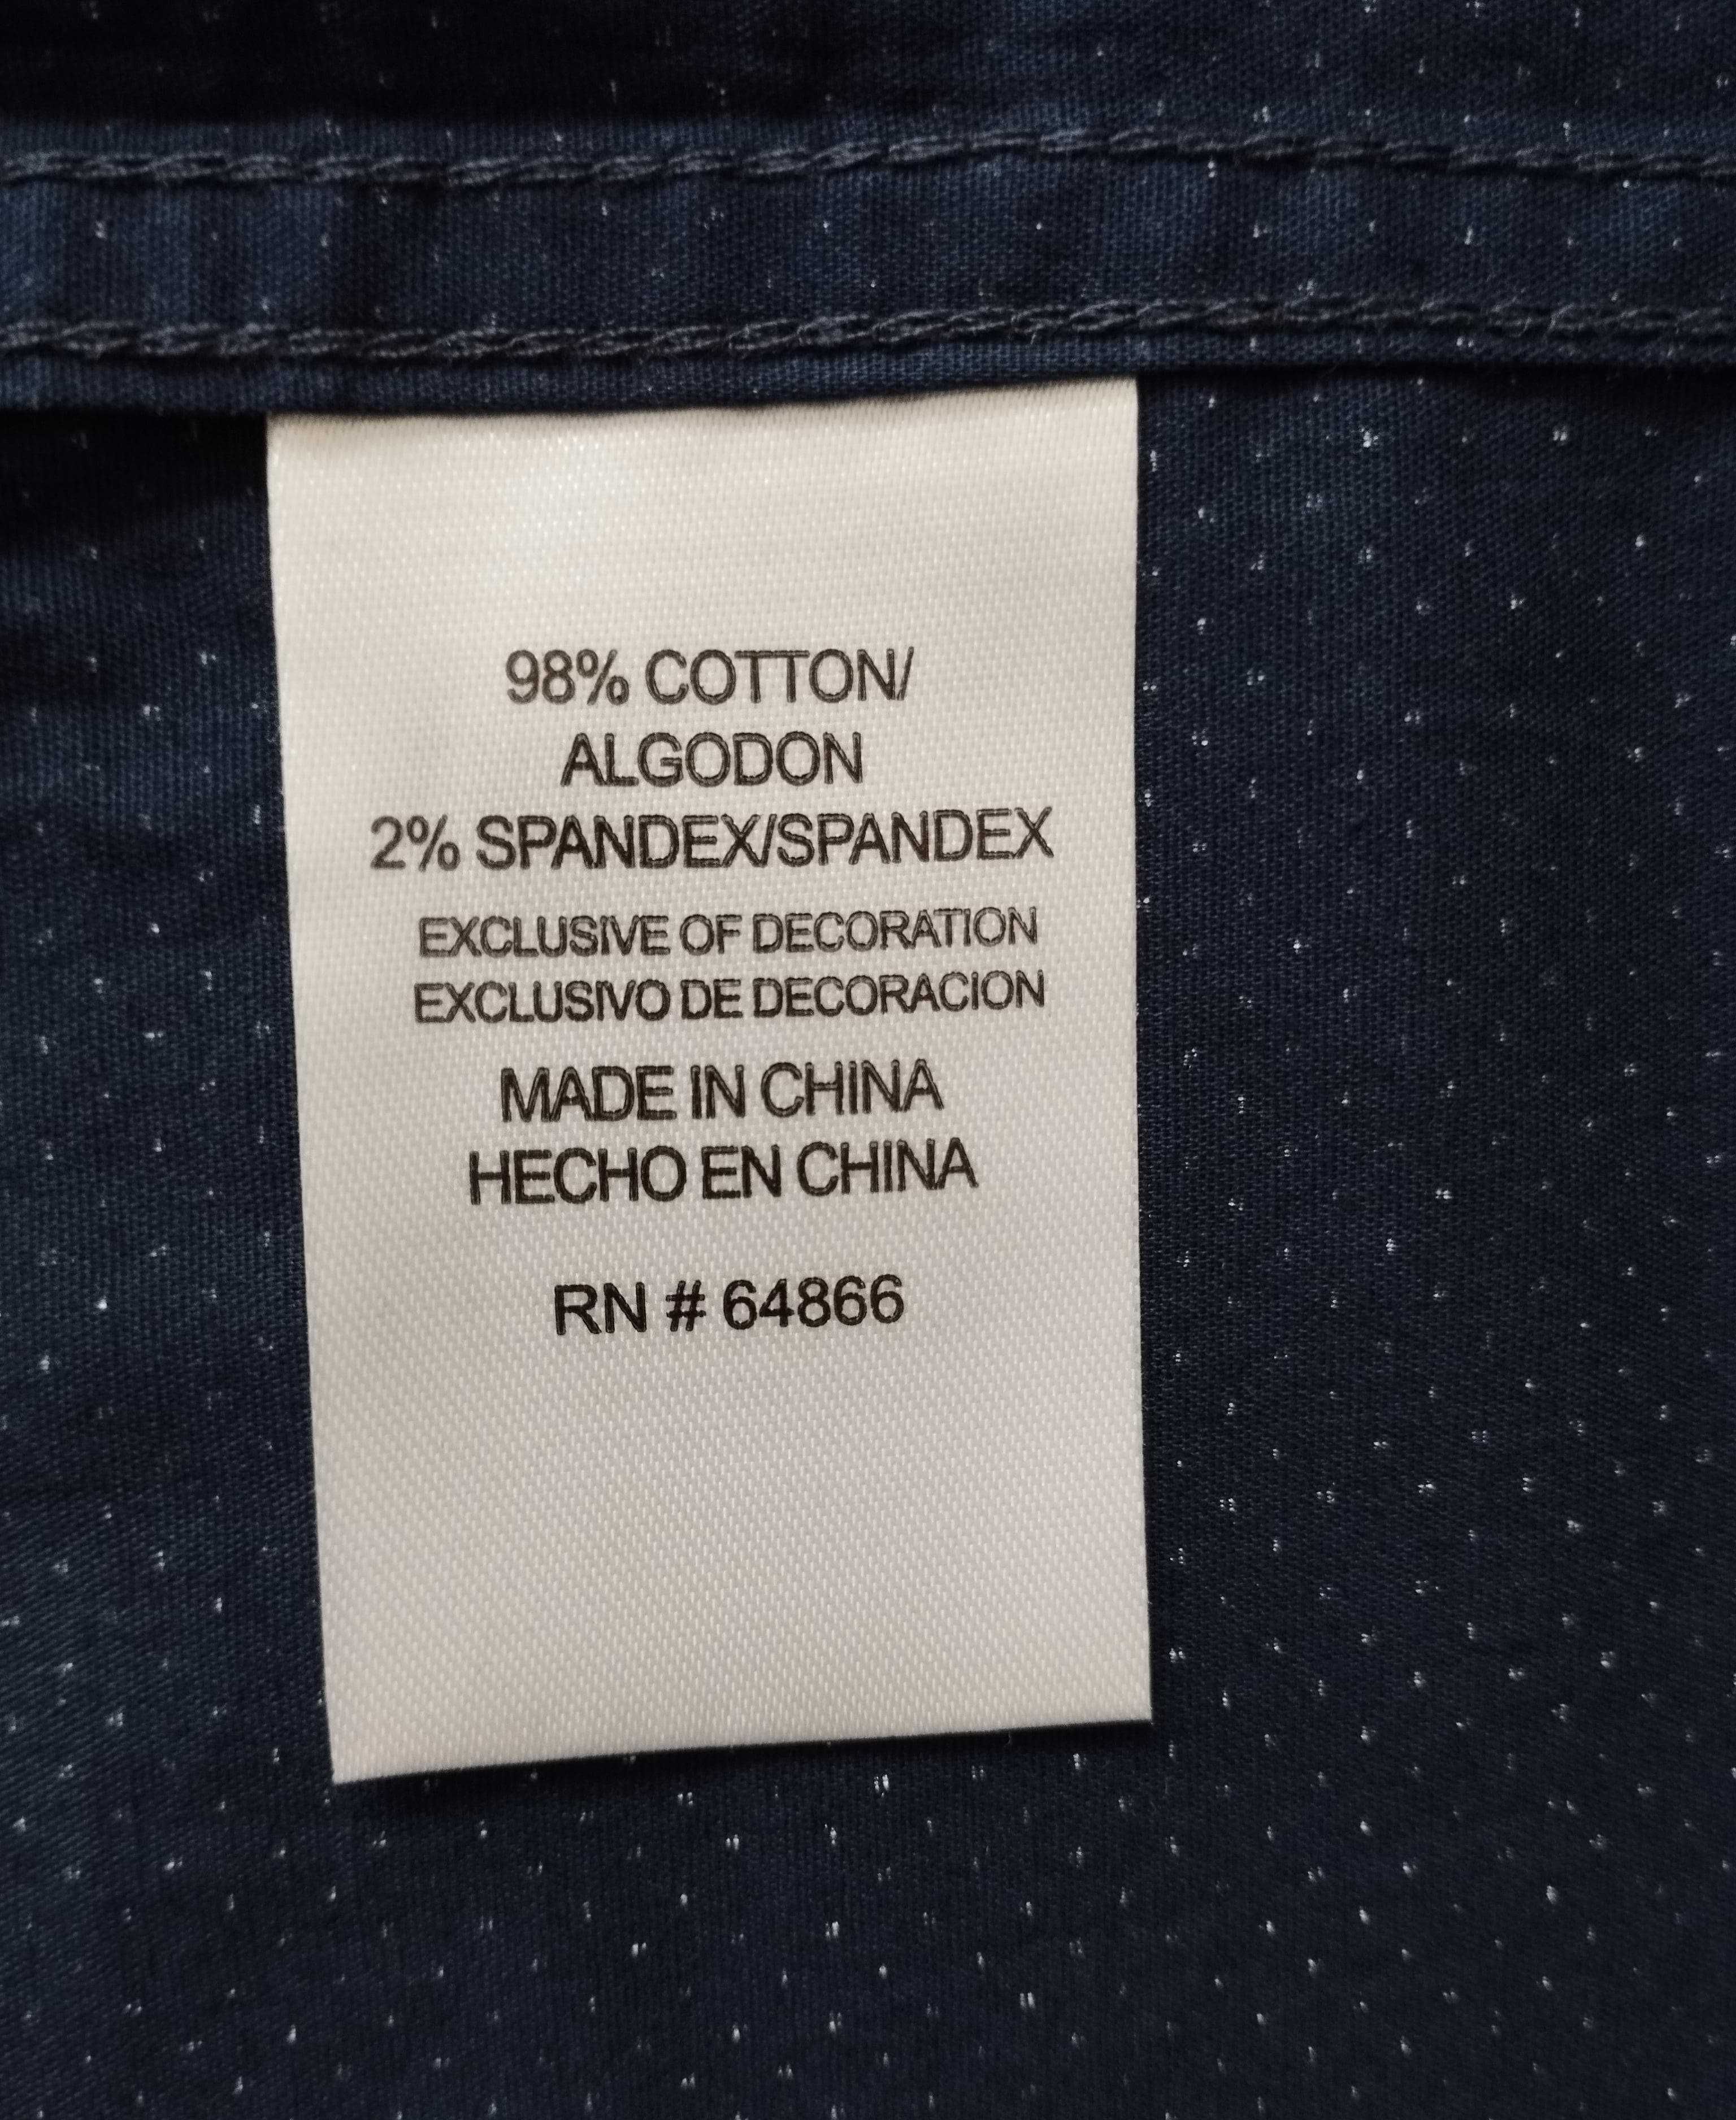 98% COTTON/
ALGODON
2% SPANDEX/SPANDEX
EXCLUSIVE OF DECORATION
EXCLUSIVO DE DECORACION
MADE IN CHINA
HECHO EN CHINA
RN # 64866